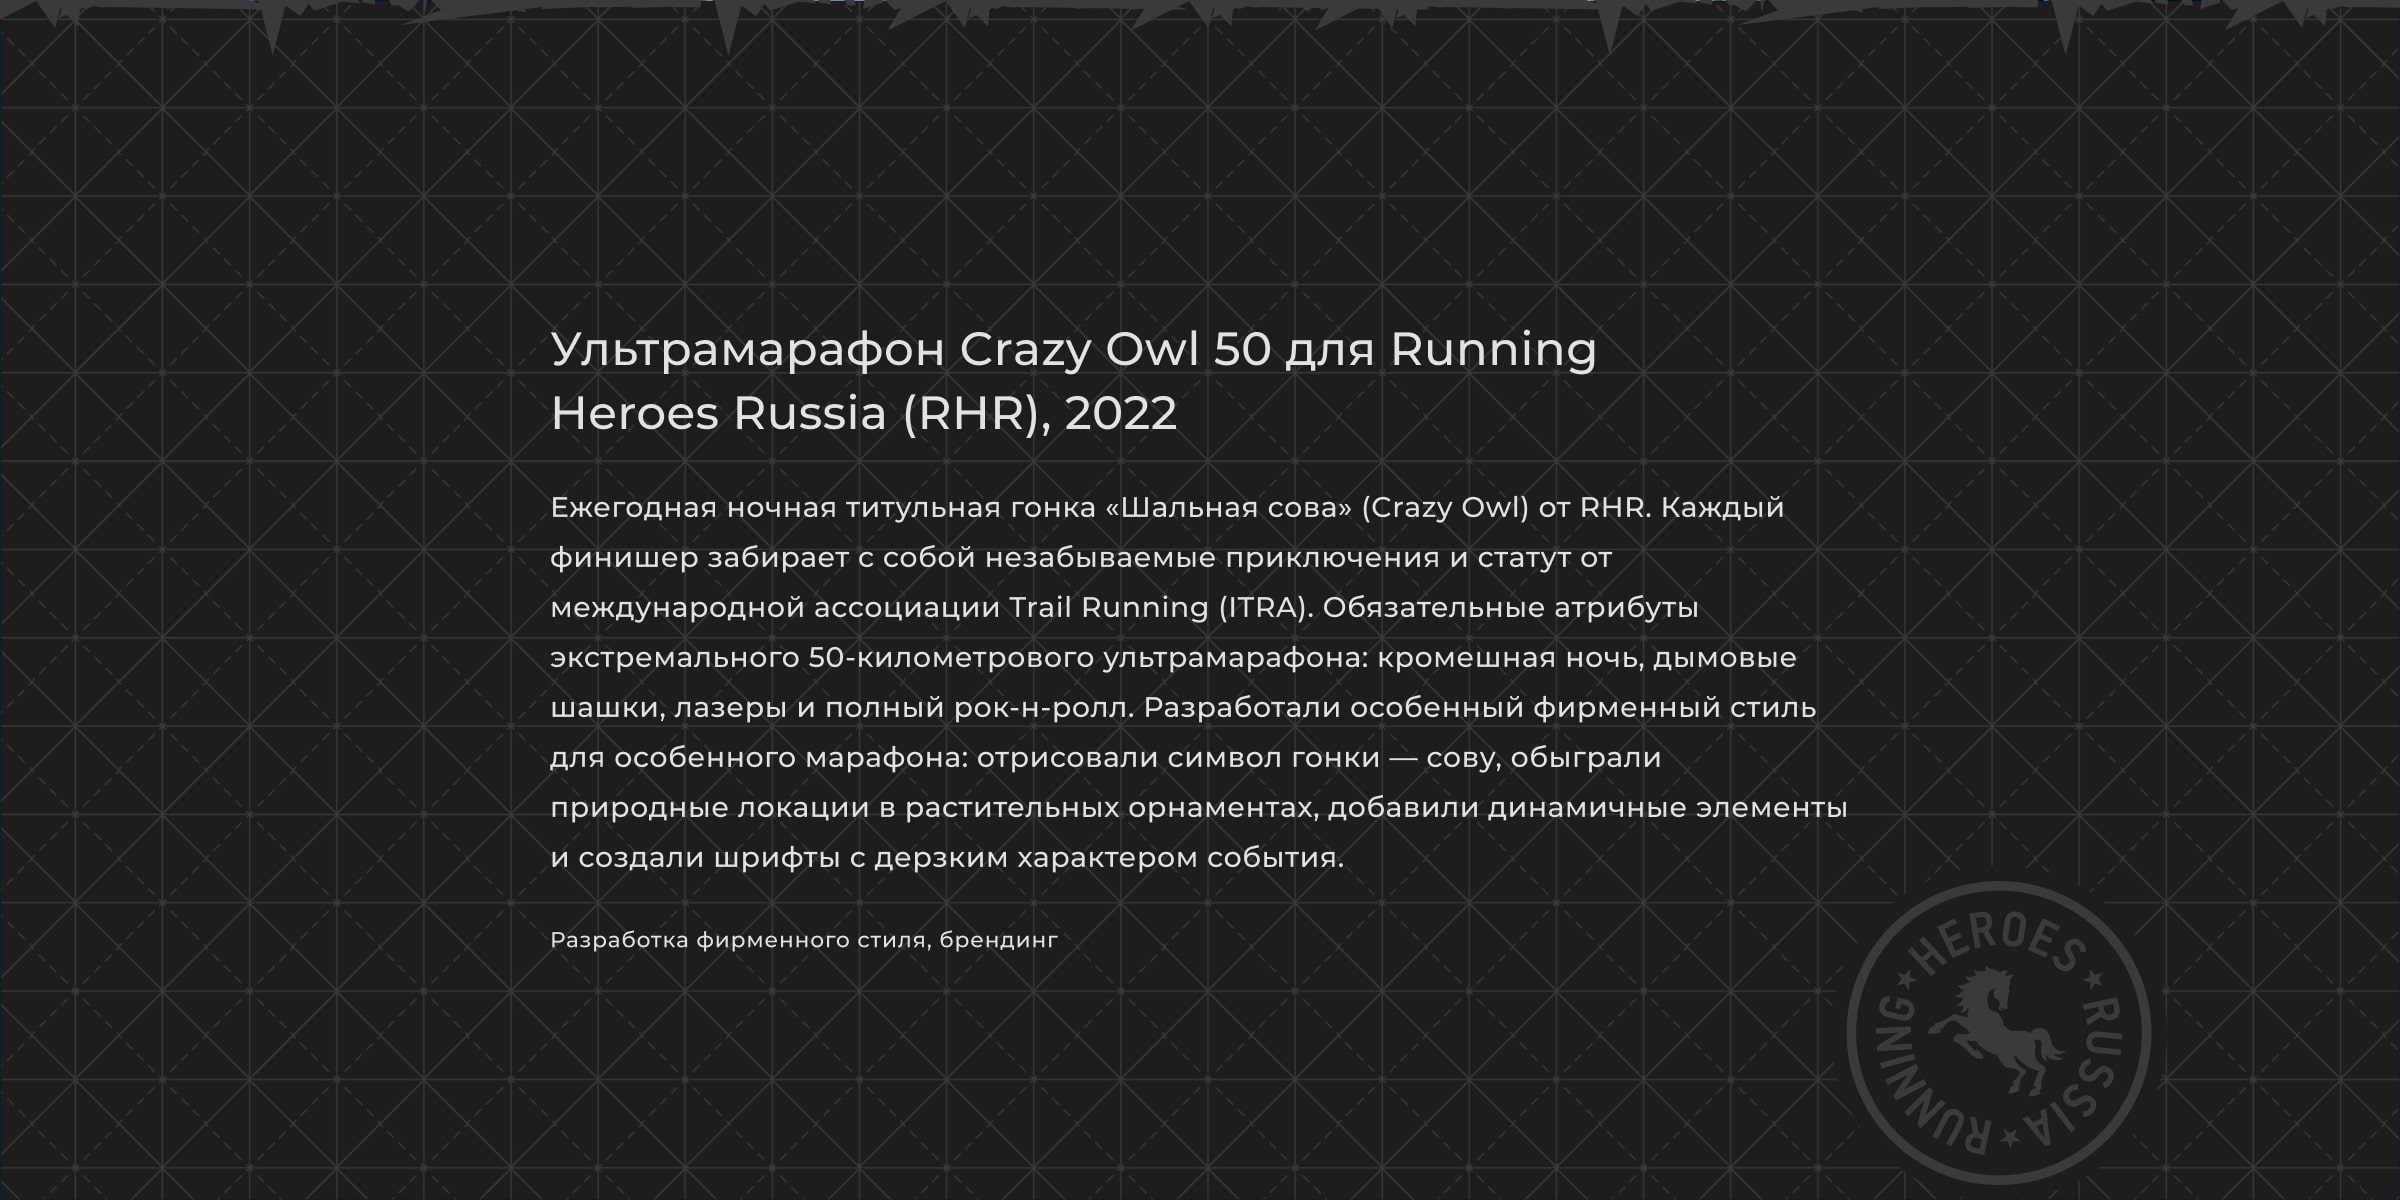 Ультрамарафон Crazy Owl 50 для Running
Heroes Russia (RHR), 2022
Ежегодная ночная титульная гонка «Шальная сова» (Crazy Owl) от RHR. Каждый
финишер забирает с собой незабываемые приключения и статут от
международной ассоциации Trail Running (ITRA). Обязательные атрибуты
экстремального 50-километрового ультрамарафона: кромешная ночь, дымовые
шашки, лазеры и полный рок-н-ролл. Разработали особенный фирменный стиль
для особенного марафона: отрисовали символ гонки — сову, обыграли
природные локации в растительных орнаментах, добавили динамичные элементы
и создали шрифты с дерзким характером события.
Разработка фирменного стиля, брендинг
RUNNING ★ HEROES ★ RUSSIA ★